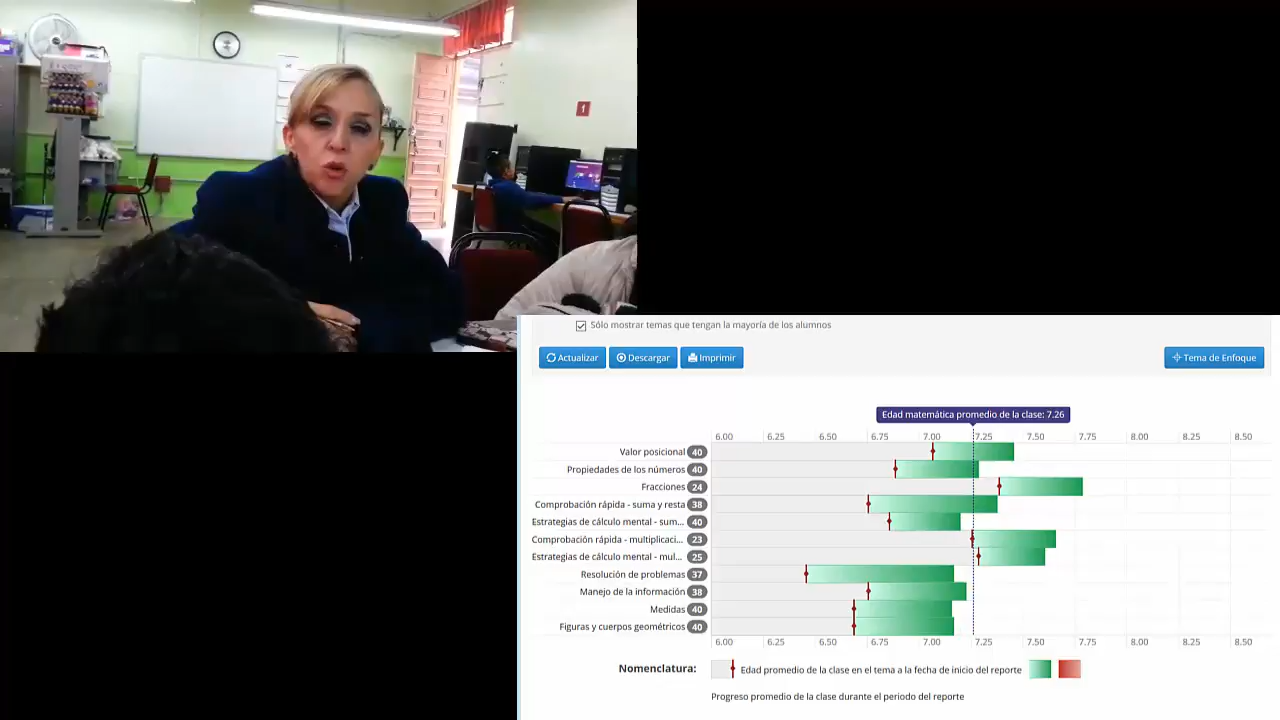 1
Sólo mostrar temas que tengan la mayoría de los alumnos
Actualizar Descargar Imprimir Tema de Enfoque
Edad matemática promedio de la clase: 7.26
6.00 6.25 6.50 6.75 7.00 7.25 7.50 7.75 8.00 8.25 8.50
Valor posicional 40
Propiedades de los números 40
Fracciones 24
Comprobación rápida - suma y resta 38
Estrategias de cálculo mental - sum... 40
Comprobación rápida - multiplicaci... 23
Estrategias de cálculo mental - mul... 25
Resolución de problemas 37
Manejo de la información 38
Medidas 40
Figuras y cuerpos geométricos 40
6.00 6.25 6.50 6.75 7.00 7.25 7.50 7.75 8.00 8.25 8.50
Nomenclatura: Edad promedio de la clase en el tema a la fecha de inicio del reporte
Progreso promedio de la clase durante el periodo del reporte